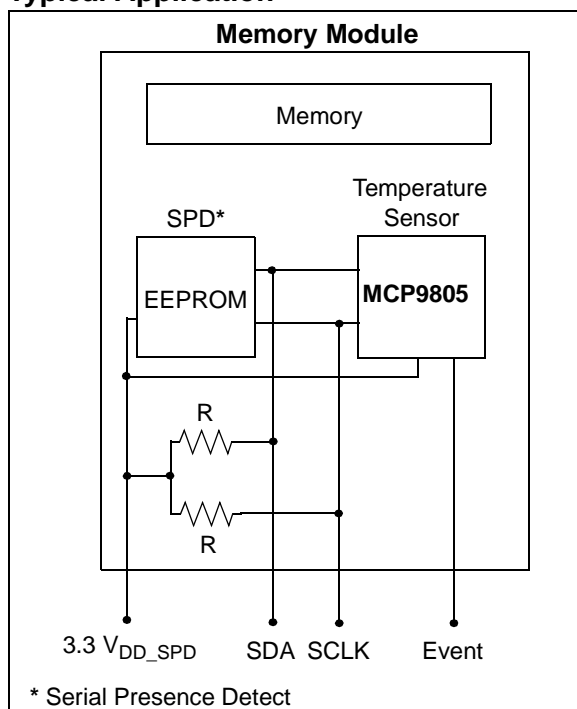 Typical Application
Memory Module
Memory
Temperature
Sensor
SPD*
EEPROM
MCP9805
R
R
3.3 VDD_SPD
SDA
SCLK
Event
* Serial Presence Detect